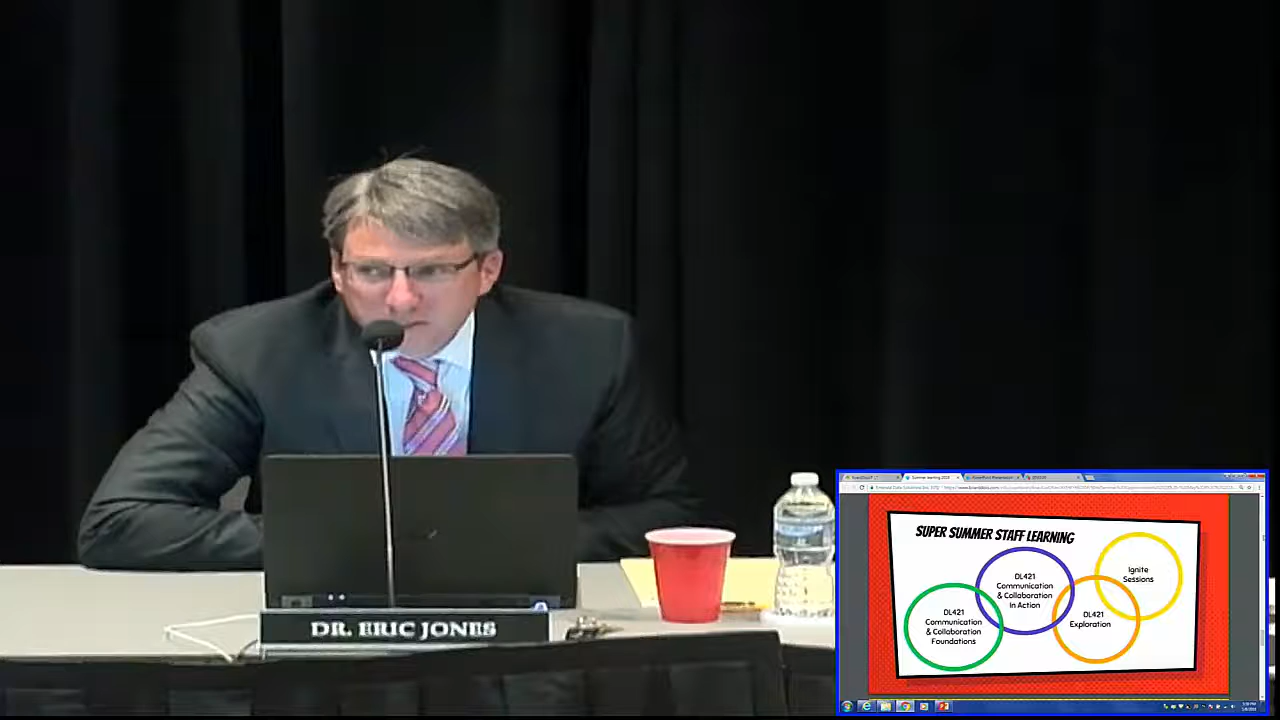 DR. ERIC JONES
SUPER SUMMER STAFF LEARNING
DL421
Communication
& Collaboration
Foundations
DL421
Communication
& Collaboration
In Action
DL421
Exploration
Ignite
Sessions